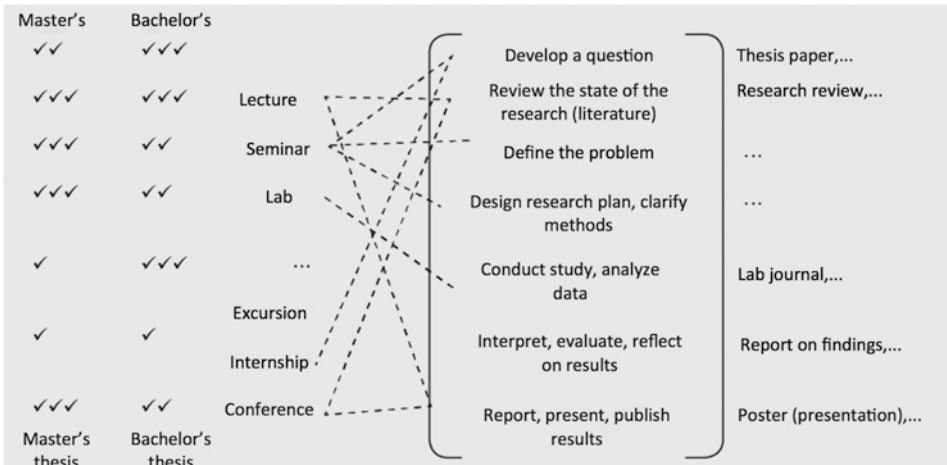 Master's Bachelor's
✓✓ ✓✓✓ Develop a question Thesis paper,...
✓✓✓ ✓✓✓ Lecture Review the state of the Research review,...
research (literature)
✓✓✓ ✓✓ Seminar Define the problem ...
✓✓✓ ✓✓ Lab Design research plan, clarify ...
methods
✓ ✓✓✓ ... Conduct study, analyze Lab journal,...
data
Excursion
✓ ✓ Interpret, evaluate, reflect Report on findings,...
Internship on results
✓✓✓ ✓✓ Conference Report, present, publish Poster (presentation),...
results
Master's Bachelor's
thesis thesis